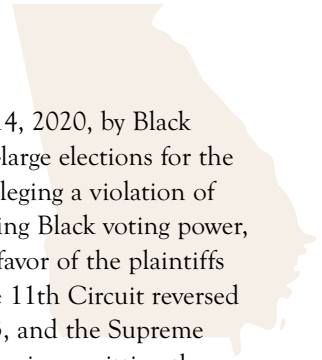 4, 2020, by Black
large elections for the
leging a violation of
ing Black voting power,
favor of the plaintiffs
11th Circuit reversed
, and the Supreme